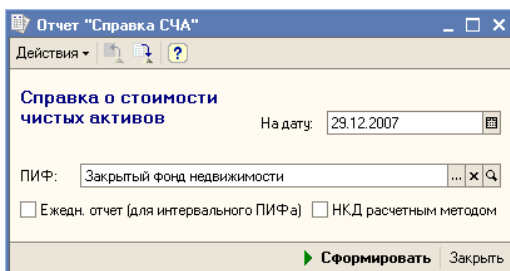 Отчет "Справка СЧА"
Действия
Справка о стоимости
чистых активов
На дату: 29.12.2007
ПИФ: Закрытый фонд недвижимости ...
Ежедн. отчет (для интервального ПИФа) НКД расчетным методом
Сформировать Закрыть